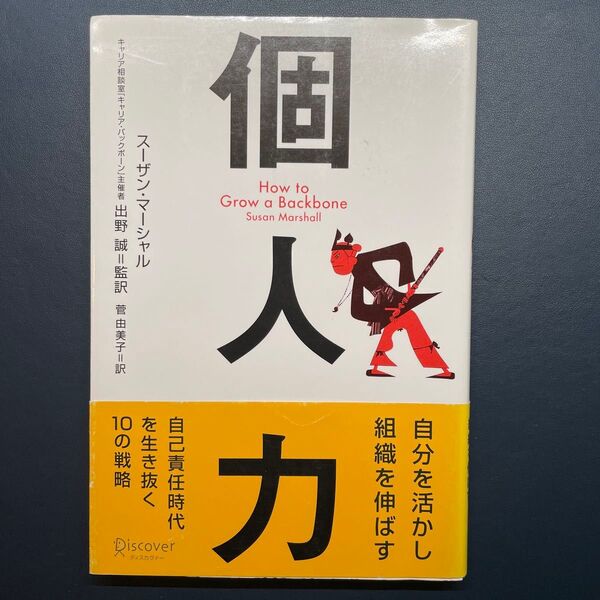 個人力
How to
Grow a Backbone
Susan Marshall
スーザン・マーシャル
キャリア相談室「キャリア・バックボーン」主催者 出野 誠＝監訳 菅 由美子＝訳
自分を活かし
組織を伸ばす
自己責任時代
を生き抜く
10の戦略
Discover
ディスカヴァー